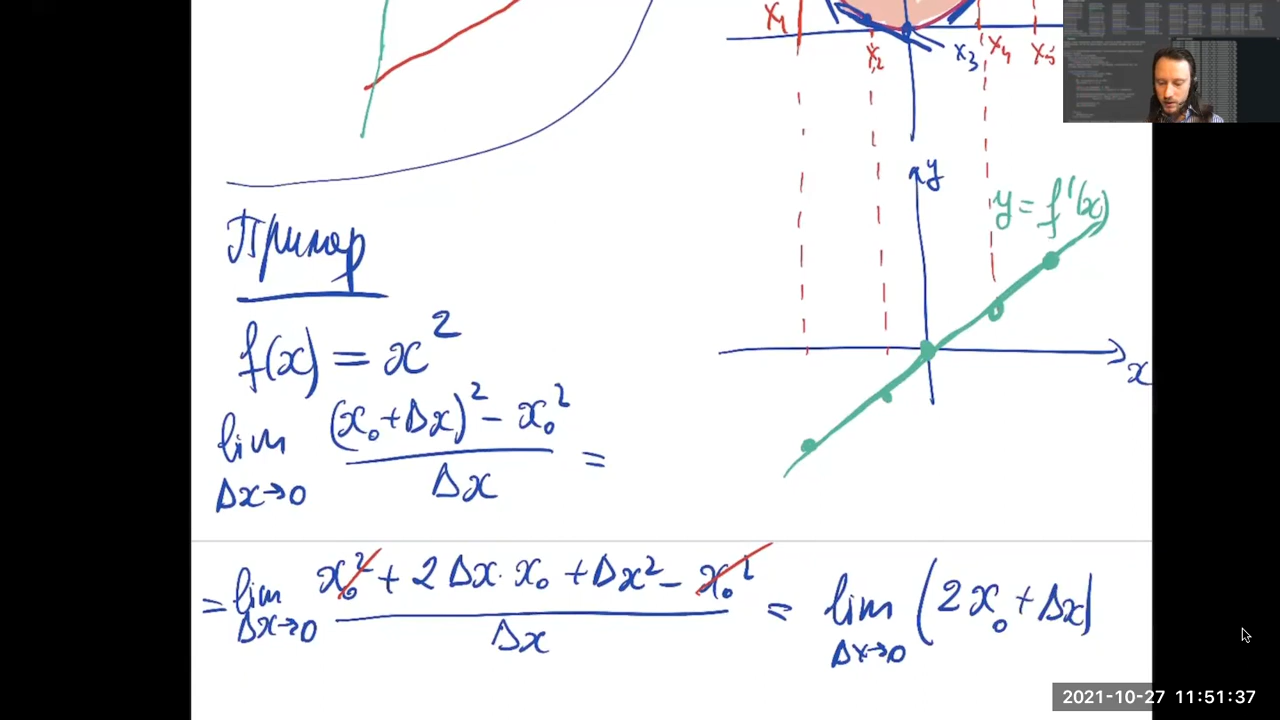 x₁ x₂ x₃ x₄ x₅
y
y = f'(x)
x
Пример
f(x) = x²
lim Δx→0 ((x₀+Δx)² - x₀²) / Δx =
= lim Δx→0 (x₀² + 2Δx·x₀ + Δx² - x₀²) / Δx = lim Δx→0 (2x₀ + Δx)
2021-10-27 11:51:37